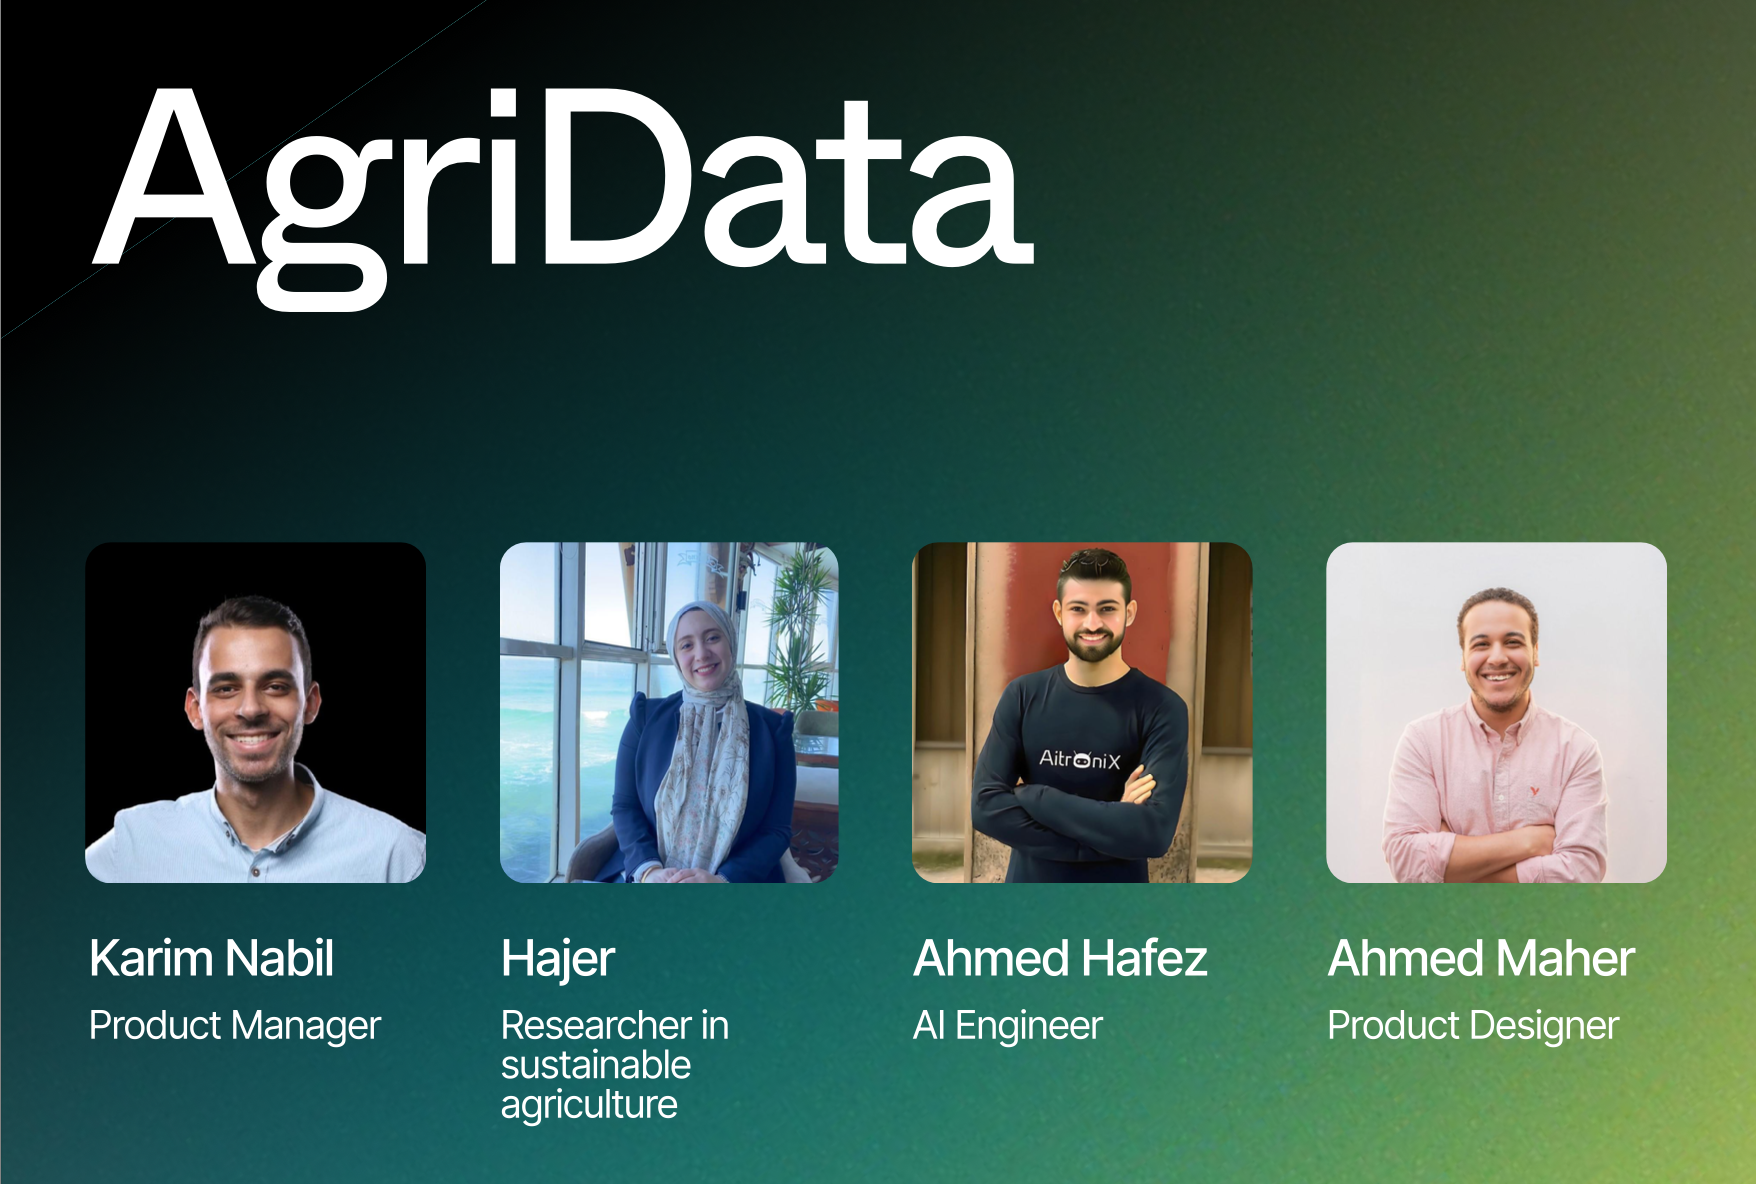 AgriData
AitroniX
Karim Nabil
Hajer
Ahmed Hafez
Ahmed Maher
Product Manager
Researcher in
sustainable
agriculture
AI Engineer
Product Designer